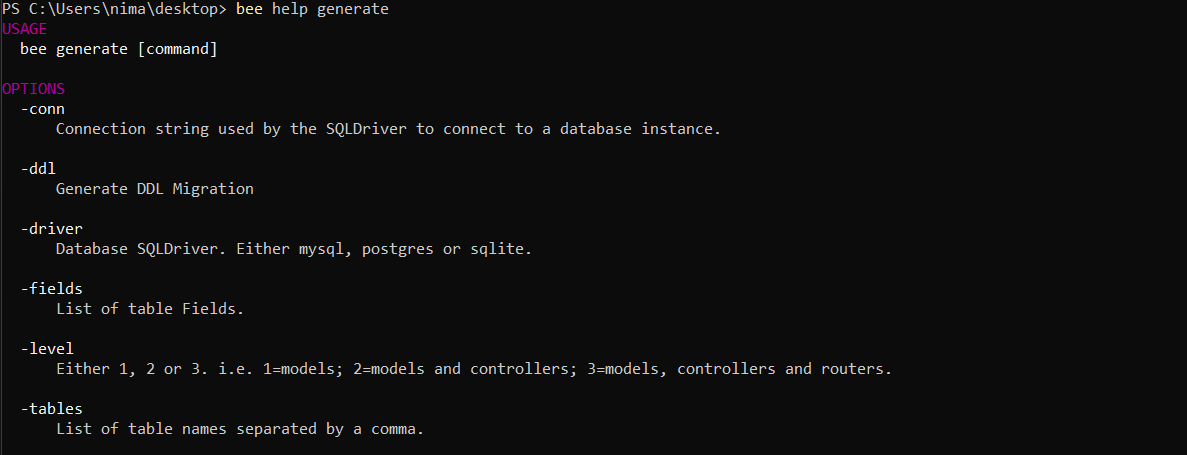 PS C:\Users\nima\desktop> bee help generate
USAGE
bee generate [command]
OPTIONS
-conn
Connection string used by the SQLDriver to connect to a database instance.
-ddl
Generate DDL Migration
-driver
Database SQLDriver. Either mysql, postgres or sqlite.
-fields
List of table Fields.
-level
Either 1, 2 or 3. i.e. 1=models; 2=models and controllers; 3=models, controllers and routers.
-tables
List of table names separated by a comma.